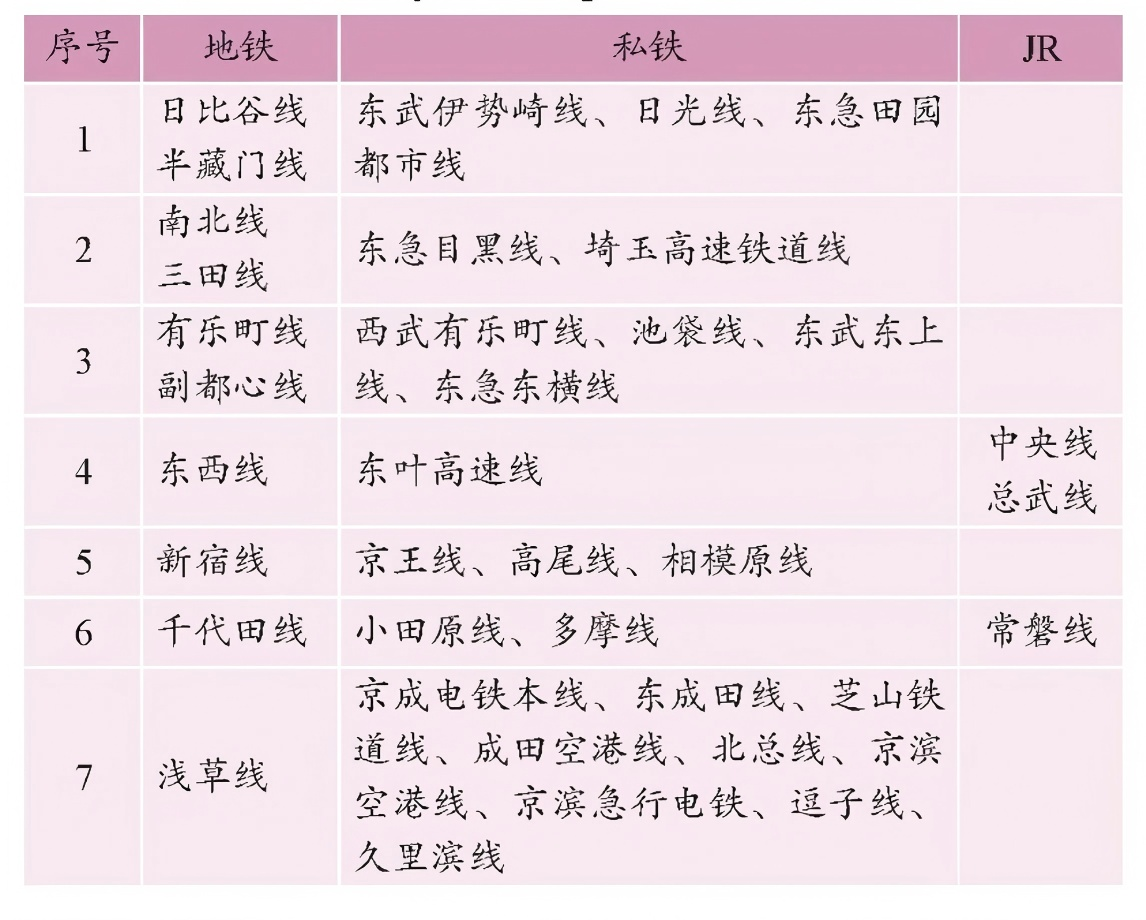 序号 地铁 私铁 JR
1 日比谷线 东武伊势崎线、日光线、东急田园
半藏门线 都市线
2 南北线 东急目黑线、埼玉高速铁道线
三田线
3 有乐町线 西武有乐町线、池袋线、东武东上
副都心线 线、东急东横线
4 东西线 东叶高速线 中央线
总武线
5 新宿线 京王线、高尾线、相模原线
6 千代田线 小田原线、多摩线 常磐线
7 浅草线 京成电铁本线、东成田线、芝山铁
道线、成田空港线、北总线、京滨
空港线、京滨急行电铁、逗子线、
久里滨线